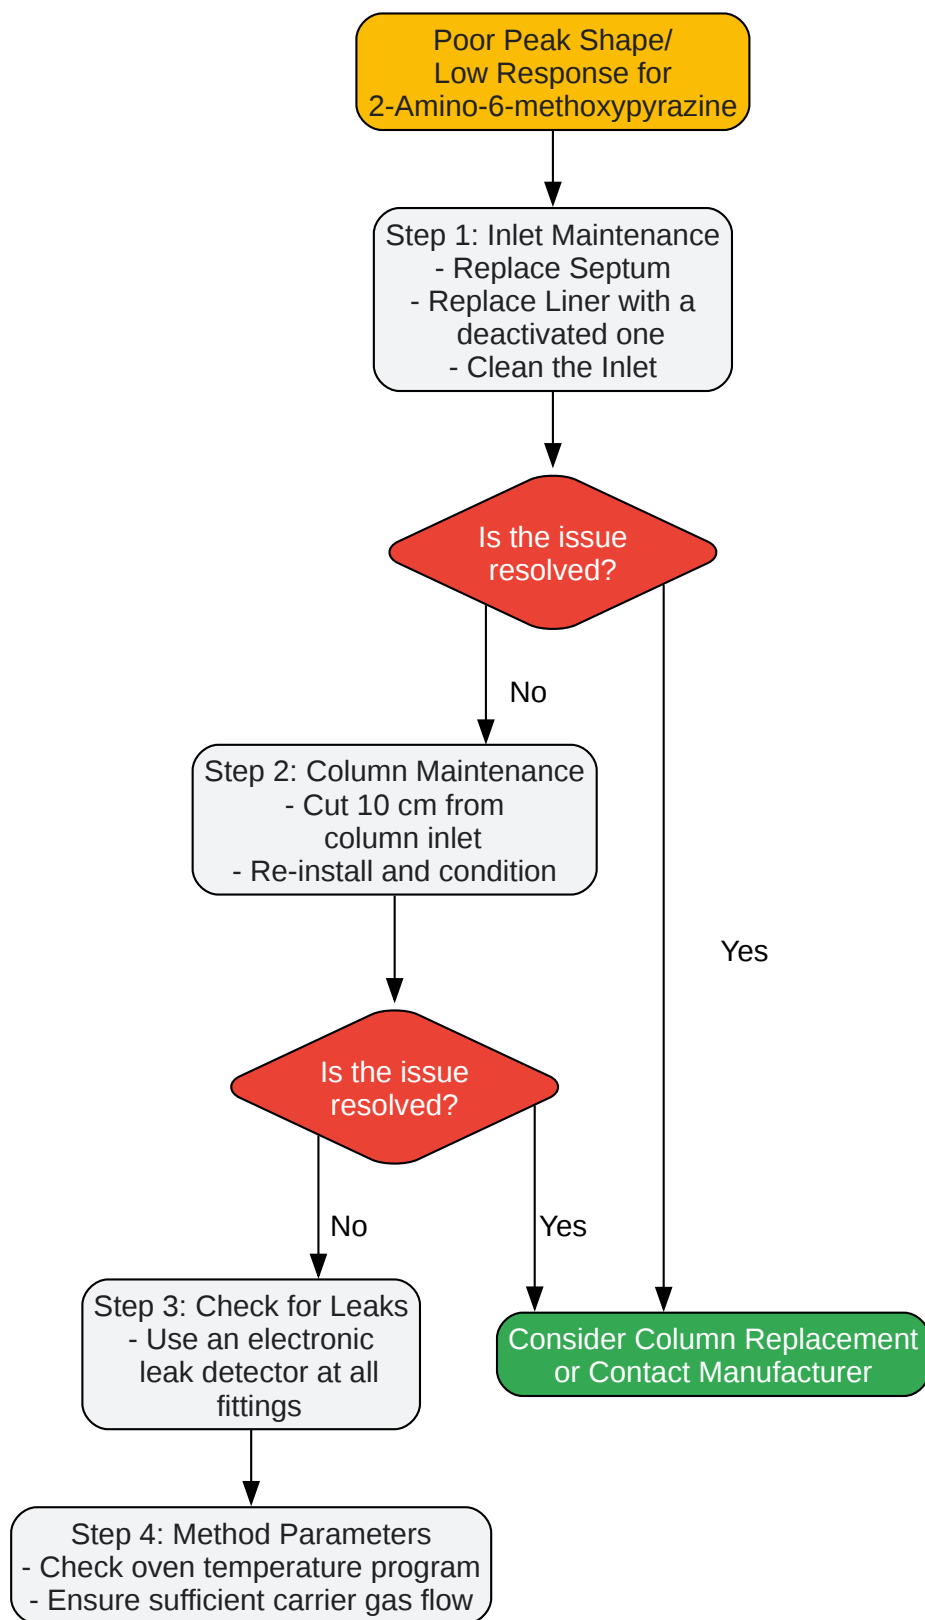 Poor Peak Shape/
Low Response for
2-Amino-6-methoxypyrazine
Step 1: Inlet Maintenance
- Replace Septum
- Replace Liner with a
deactivated one
- Clean the Inlet
Is the issue
resolved?
No
Step 2: Column Maintenance
- Cut 10 cm from
column inlet
- Re-install and condition
Yes
Is the issue
resolved?
No
Yes
Step 3: Check for Leaks
- Use an electronic
leak detector at all
fittings
Consider Column Replacement
or Contact Manufacturer
Step 4: Method Parameters
- Check oven temperature program
- Ensure sufficient carrier gas flow